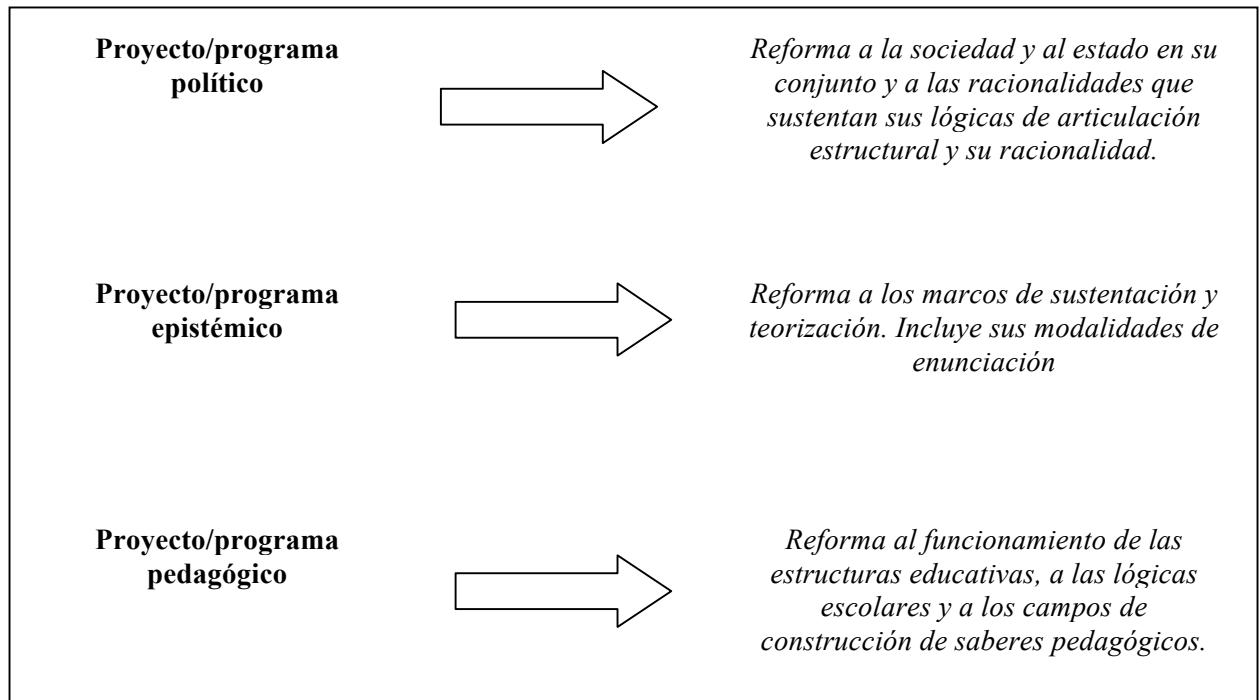 Proyecto/programa
político
Reforma a la sociedad y al estado en su
conjunto y a las racionalidades que
sustentan sus lógicas de articulación
estructural y su racionalidad.
Proyecto/programa
epistémico
Reforma a los marcos de sustentación y
teorización. Incluye sus modalidades de
enunciación
Proyecto/programa
pedagógico
Reforma al funcionamiento de las
estructuras educativas, a las lógicas
escolares y a los campos de
construcción de saberes pedagógicos.